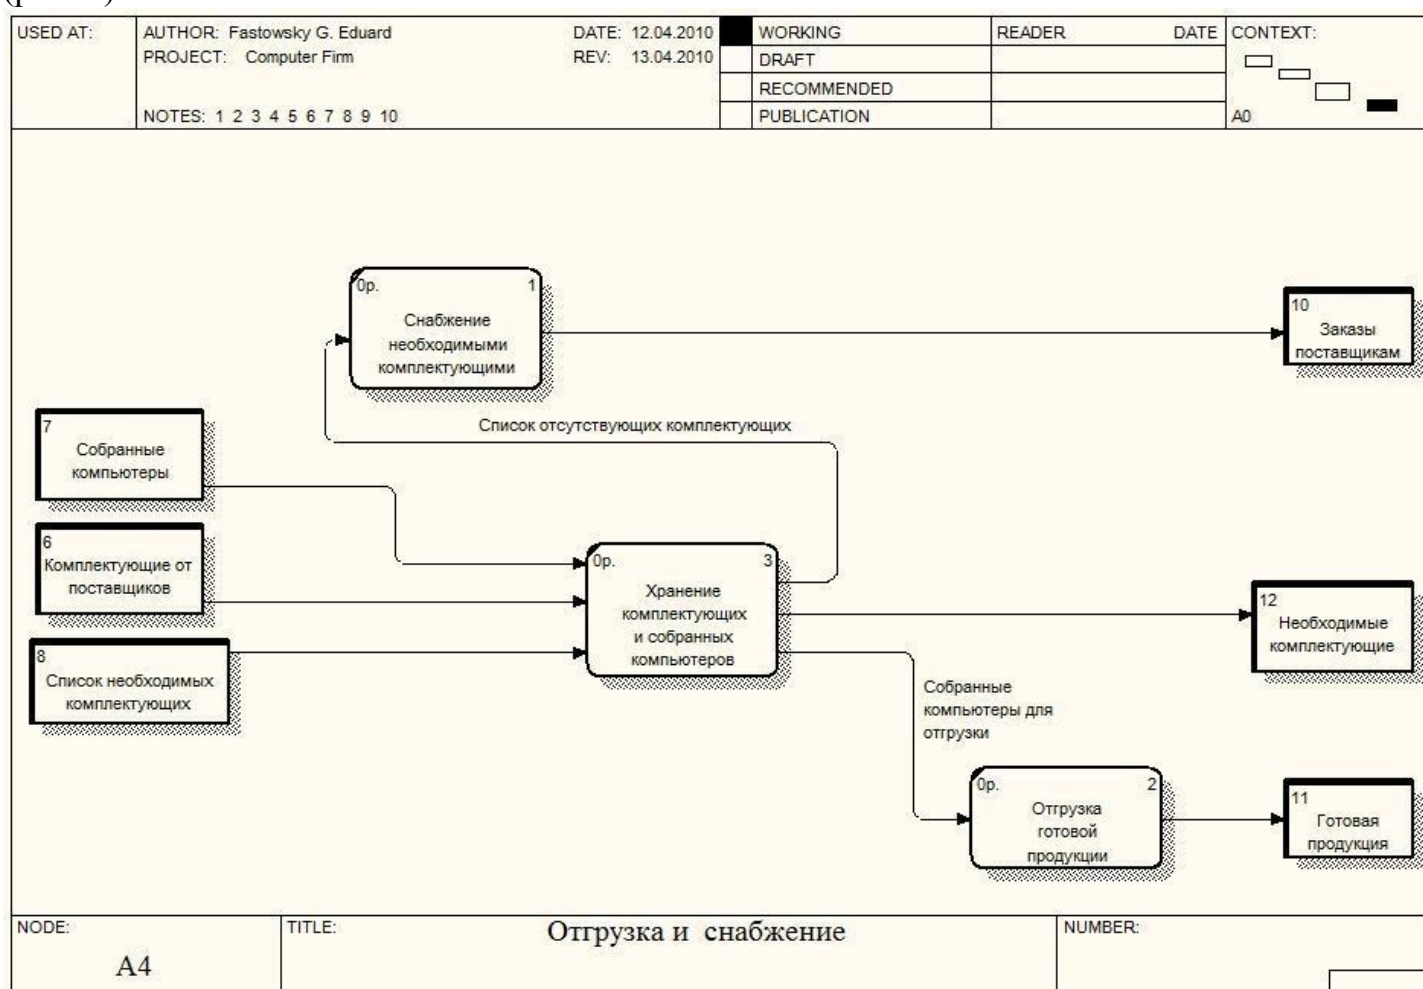 USED AT:
AUTHOR: Fastowsky G. Eduard
DATE: 12.04.2010
PROJECT: Computer Firm
REV: 13.04.2010
NOTES: 1 2 3 4 5 6 7 8 9 10
WORKING
DRAFT
RECOMMENDED
PUBLICATION
READER
DATE
CONTEXT:
A0
0р.
1
Снабжение
необходимыми
комплектующими
10
Заказы
поставщикам
Список отсутствующих комплектующих
7
Собранные
компьютеры
6
Комплектующие от
поставщиков
8
Список необходимых
комплектующих
0р.
3
Хранение
комплектующих
и собранных
компьютеров
12
Необходимые
комплектующие
Собранные
компьютеры для
отгрузки
0р.
2
Отгрузка
готовой
продукции
11
Готовая
продукция
NODE:
A4
TITLE:
Отгрузка и снабжение
NUMBER: